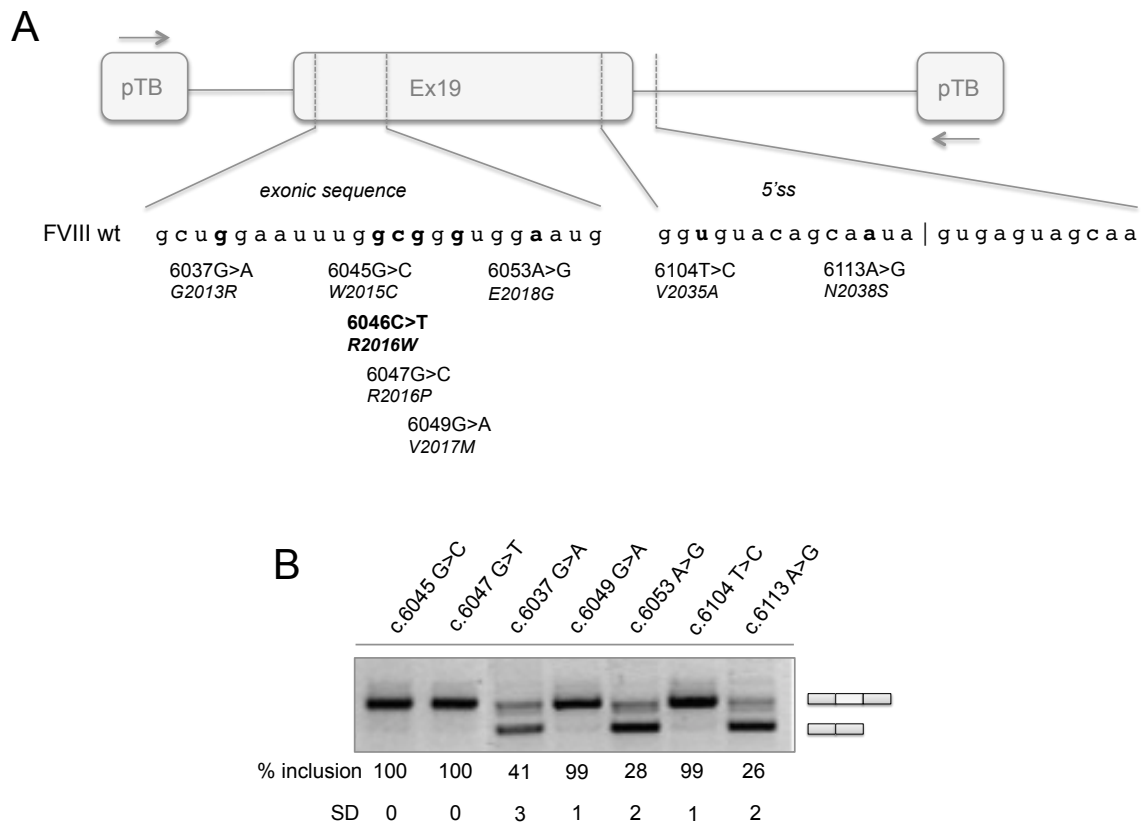 A
pTB Ex19 pTB
exonic sequence 5'ss
FVIII wt g c u g g a a u u u g g c g g g u g g a a u g g g u g u a c a g c a a u a | g u g a g u a g c a a
6037G>A 6045G>C 6053A>G 6104T>C 6113A>G
G2013R W2015C E2018G V2035A N2038S
6046C>T
R2016W
6047G>C
R2016P
6049G>A
V2017M
B
c.6045 G>C c.6047 G>T c.6037 G>A c.6049 G>A c.6053 A>G c.6104 T>C c.6113 A>G
% inclusion 100 100 41 99 28 99 26
SD 0 0 3 1 2 1 2